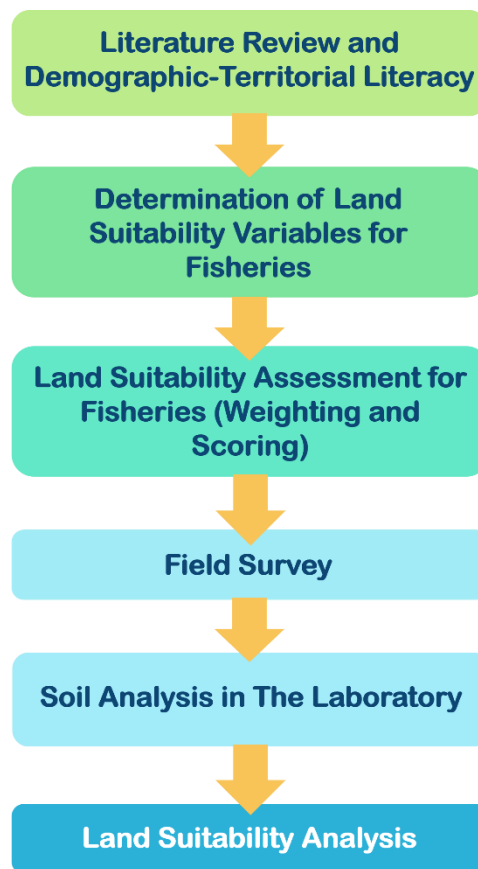 Literature Review and
Demographic-Territorial Literacy
Determination of Land
Suitability Variables for
Fisheries
Land Suitability Assessment for
Fisheries (Weighting and
Scoring)
Field Survey
Soil Analysis in The Laboratory
Land Suitability Analysis